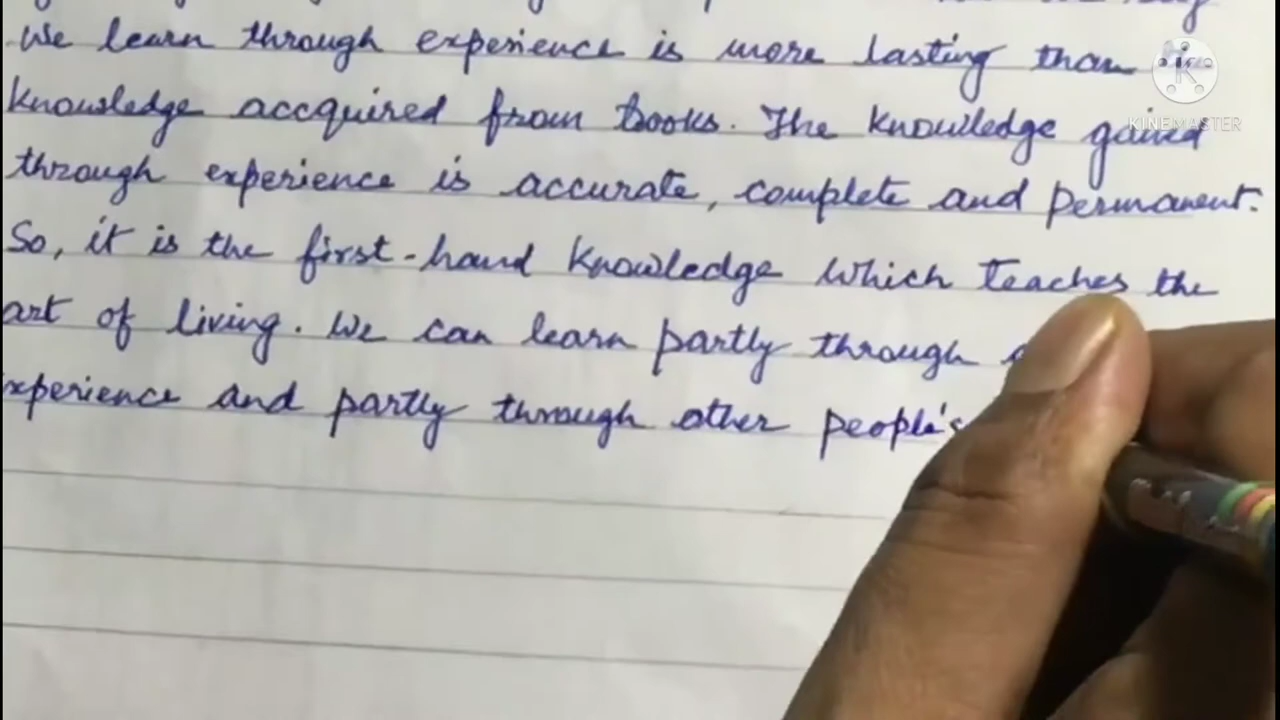 We learn through experience is more lasting than
knowledge accquired from books. The knowledge gained
through experience is accurate, complete and permanent.
So, it is the first-hand knowledge which teaches the
art of living. We can learn partly through
xperience and partly through other people's
KINEMASTER